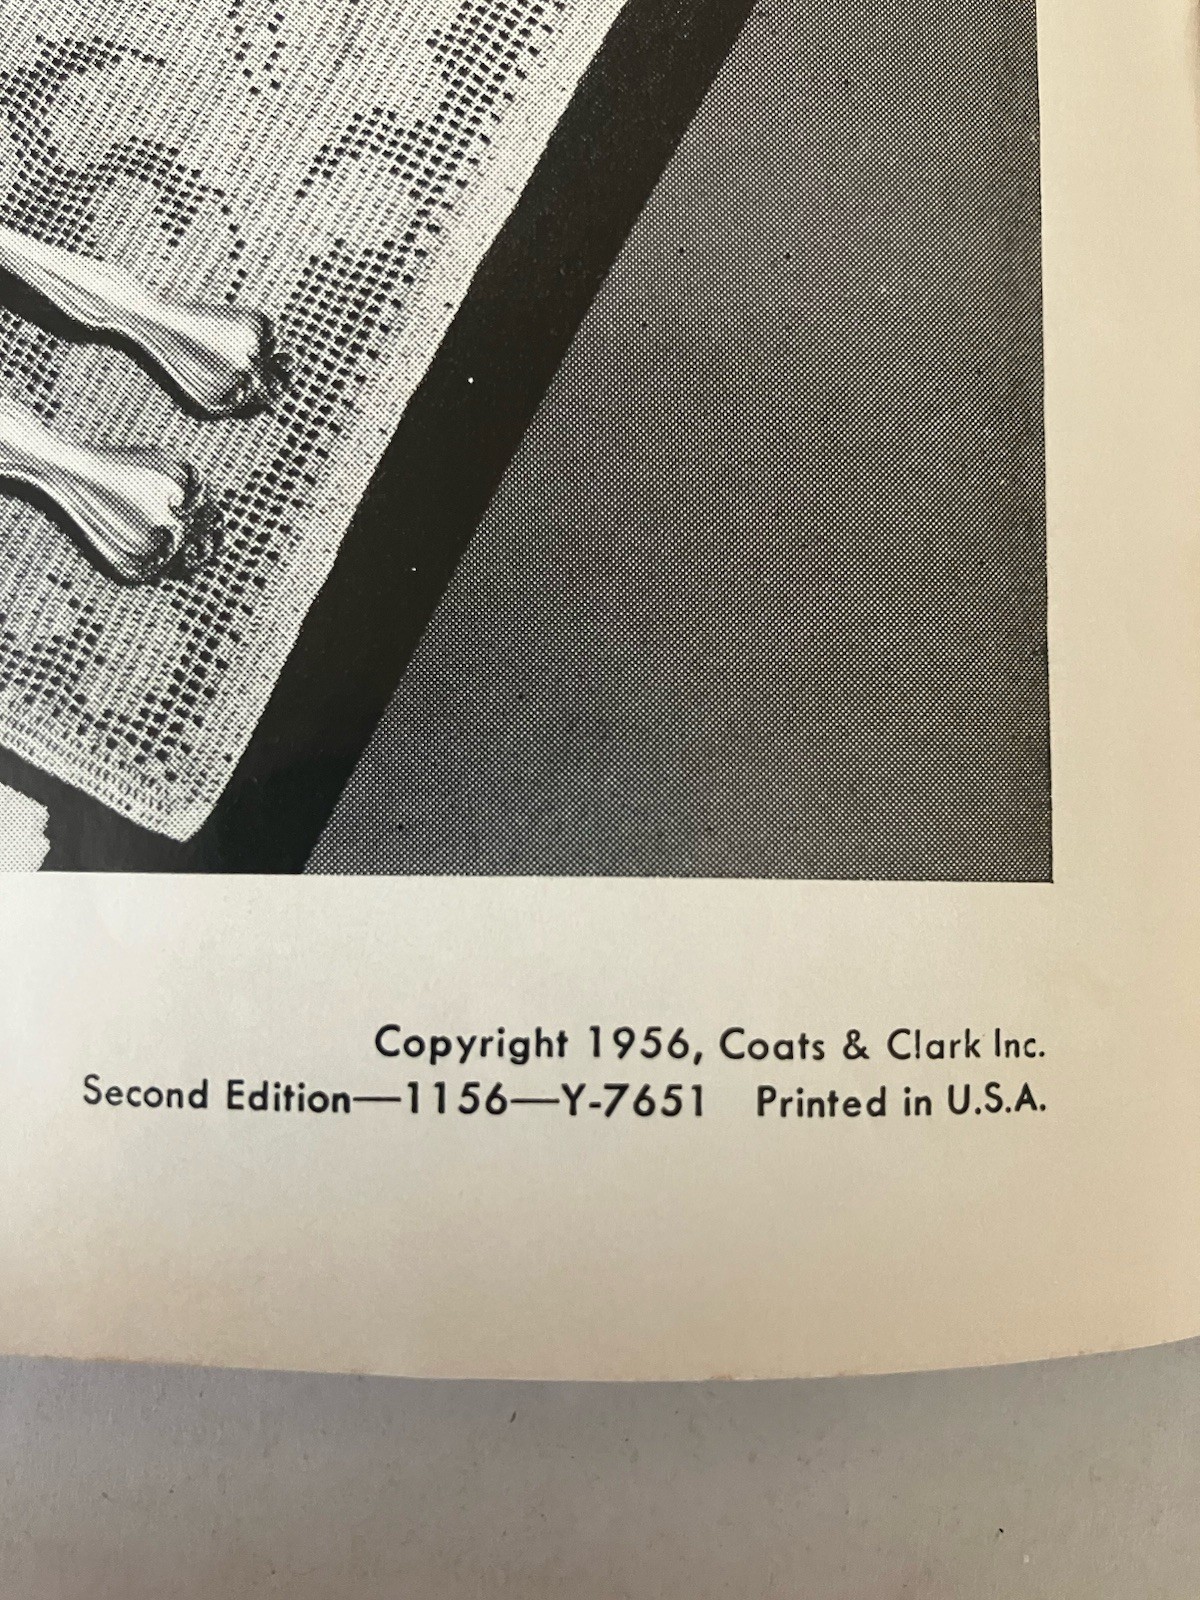 Copyright 1956, Coats & Clark Inc.
Second Edition—1156—Y-7651 Printed in U.S.A.